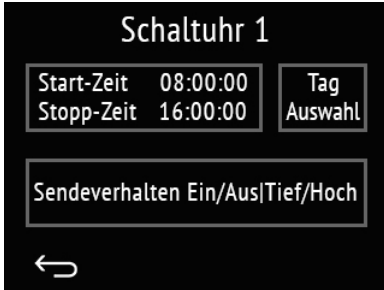 Schaltuhr 1
Start-Zeit 08:00:00
Stopp-Zeit 16:00:00
Tag
Auswahl
Sendeverhalten Ein/Aus|Tief/Hoch